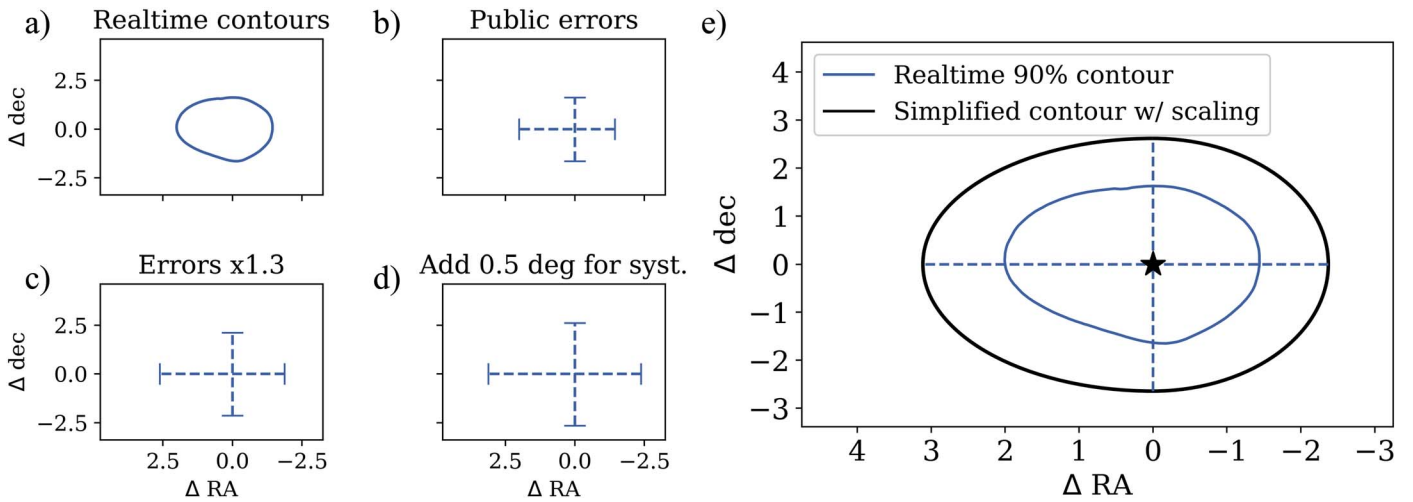 a)
Realtime contours
2.5
0.0
−2.5
Δ dec
b)
Public errors
c)
Errors x1.3
2.5
0.0
−2.5
Δ dec
2.5 0.0 −2.5
Δ RA
d)
Add 0.5 deg for syst.
2.5 0.0 −2.5
Δ RA
e)
Realtime 90% contour
Simplified contour w/ scaling
4
3
2
1
0
−1
−2
−3
Δ dec
4 3 2 1 0 −1 −2 −3
Δ RA